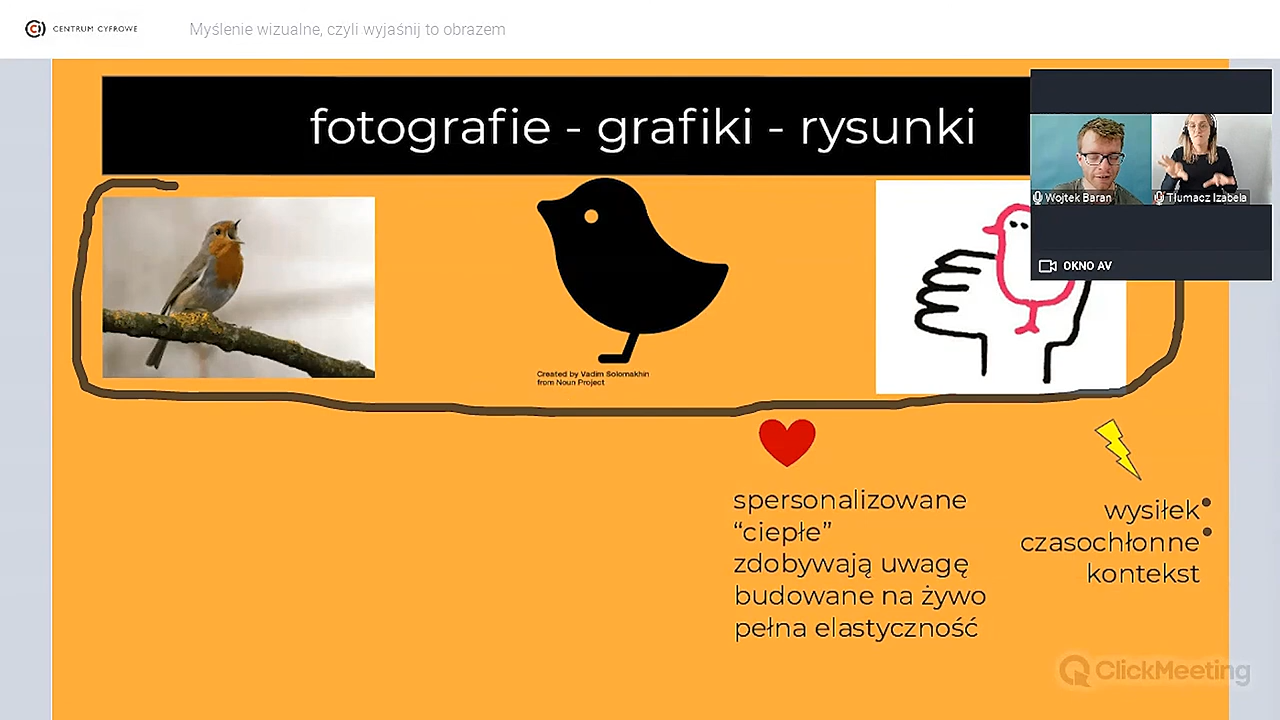 CENTRUM CYFROWE
Myślenie wizualne, czyli wyjaśnij to obrazem
fotografie - grafiki - rysunki
Wojtek Baran
Tłumacz Izabela
OKNO AV
Created by Vadim Solomakhin
from Noun Project
spersonalizowane
“ciepłe”
zdobywają uwagę
budowane na żywo
pełna elastyczność
wysiłek
czasochłonne
kontekst
ClickMeeting